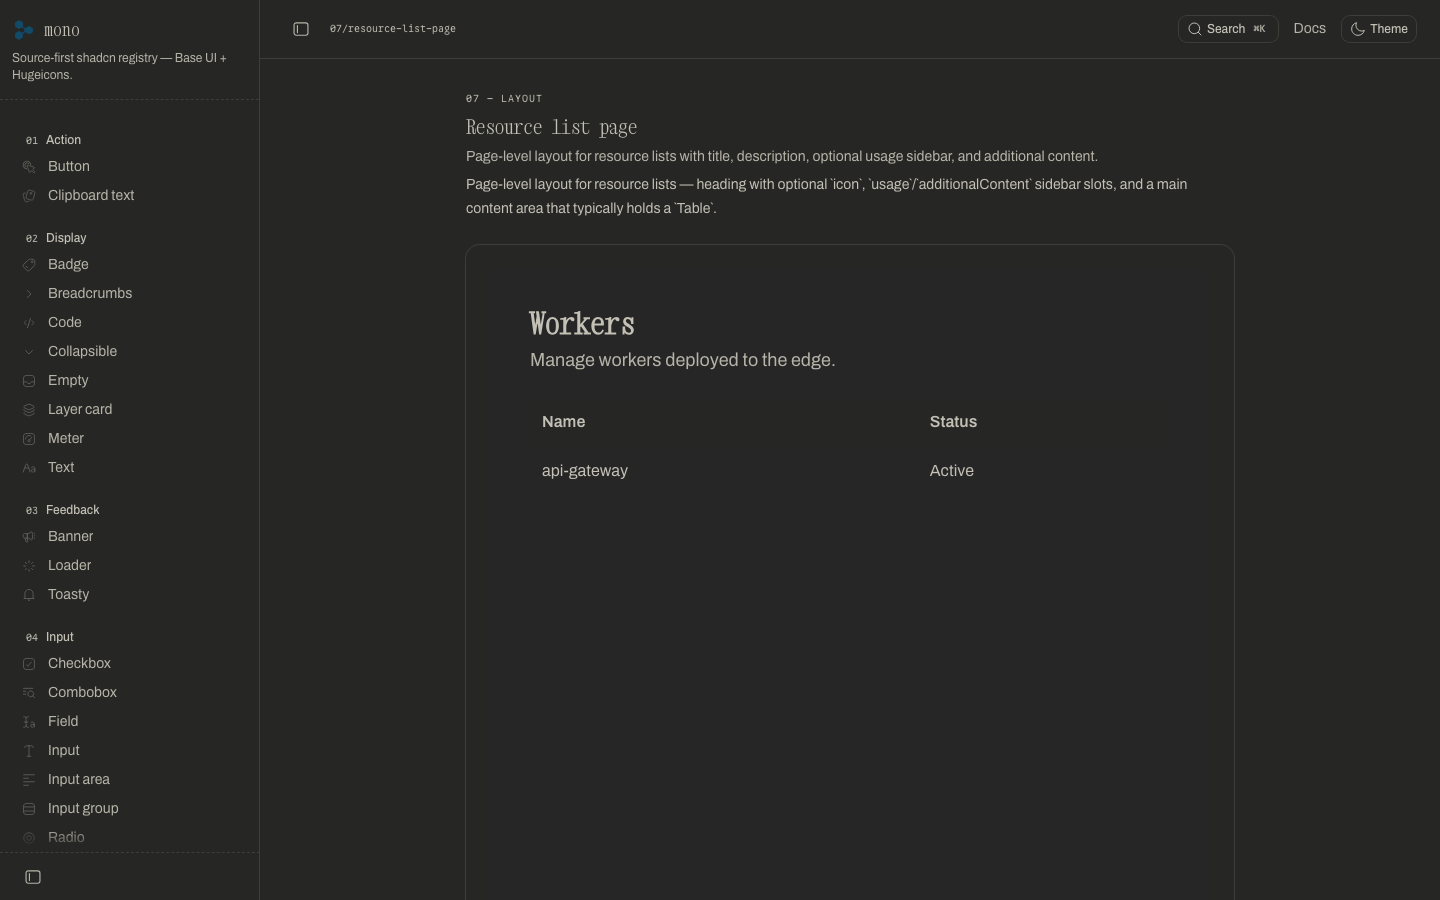 mono
Source-first shadcn registry — Base UI +
Hugeicons.
01 Action
Button
Clipboard text
02 Display
Badge
Breadcrumbs
Code
Collapsible
Empty
Layer card
Meter
Text
03 Feedback
Banner
Loader
Toasty
04 Input
Checkbox
Combobox
Field
Input
Input area
Input group
Radio
07/resource-list-page
Search ⌘K
Docs
Theme
07 — LAYOUT
Resource list page
Page-level layout for resource lists with title, description, optional usage sidebar, and additional content.
Page-level layout for resource lists — heading with optional `icon`, `usage`/`additionalContent` sidebar slots, and a main
content area that typically holds a `Table`.
Workers
Manage workers deployed to the edge.
Name Status
api-gateway Active